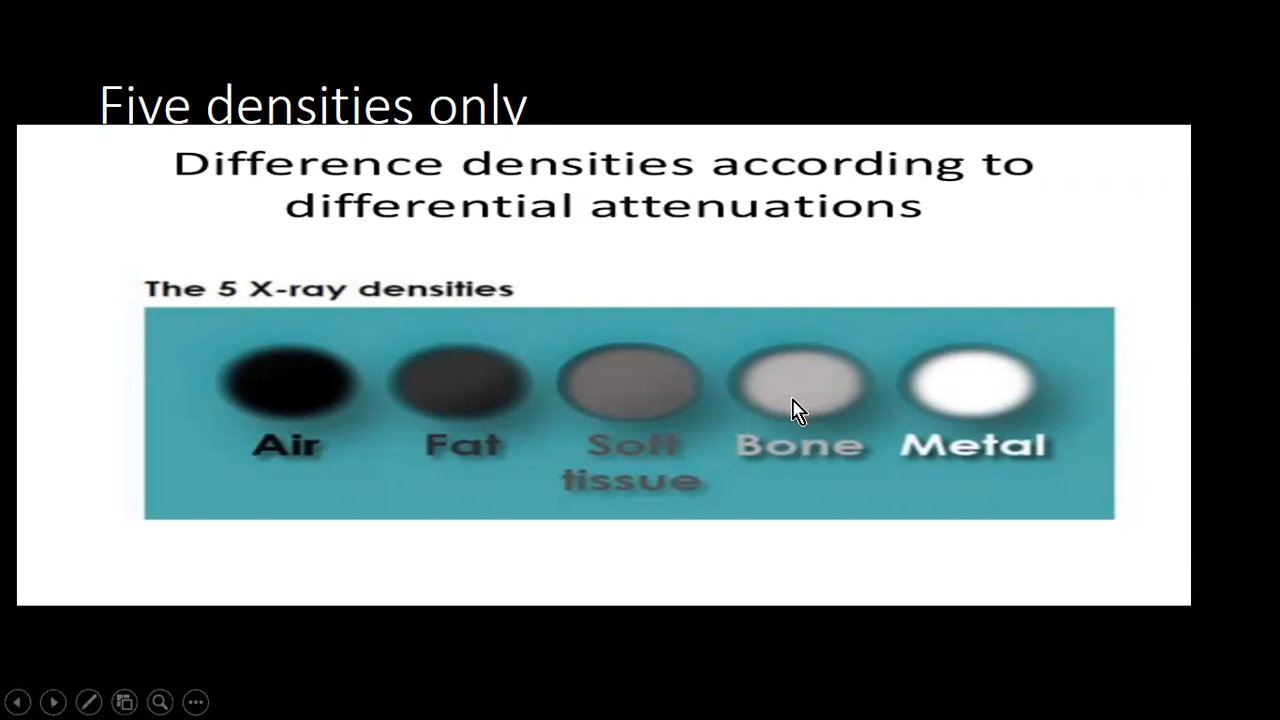 Five densities only
Difference densities according to
differential attenuations
The 5 X-ray densities
Air Fat Soft tissue Bone Metal